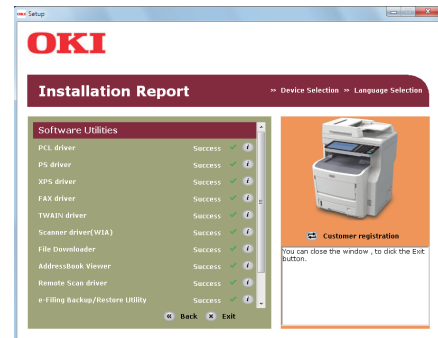 OKI Setup
OKI
Installation Report
» Device Selection » Language Selection
Software Utilities
PCL driver Success
PS driver Success
XPS driver Success
FAX driver Success
TWAIN driver Success
Scanner driver(WIA) Success
File Downloader Success
AddressBook Viewer Success
Remote Scan driver Success
e-Filing Backup/Restore Utility Success
« Back × Exit
Customer registration
You can close the window , to click the Exit
button.